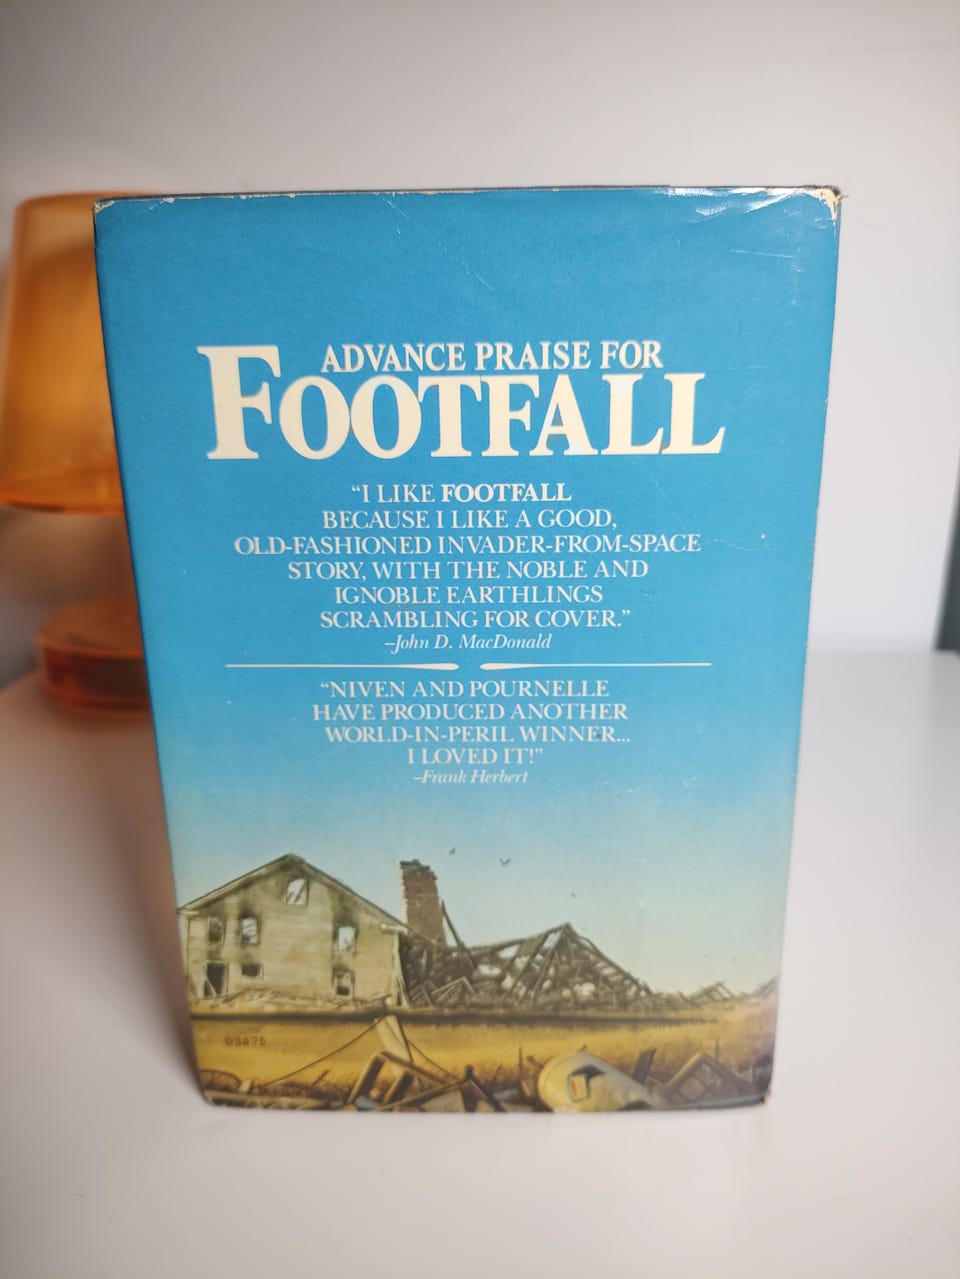 ADVANCE PRAISE FOR
FOOTFALL
“I LIKE FOOTFALL
BECAUSE I LIKE A GOOD,
OLD-FASHIONED INVADER-FROM-SPACE
STORY, WITH THE NOBLE AND
IGNOBLE EARTHLINGS
SCRAMBLING FOR COVER.”
–John D. MacDonald
“NIVEN AND POURNELLE
HAVE PRODUCED ANOTHER
WORLD-IN-PERIL WINNER...
I LOVED IT!”
–Frank Herbert
03475